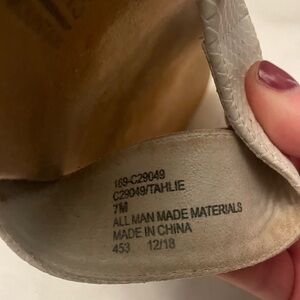 169-C29049
C29049/TAHLIE
7M
ALL MAN MADE MATERIALS
MADE IN CHINA
453 12/18